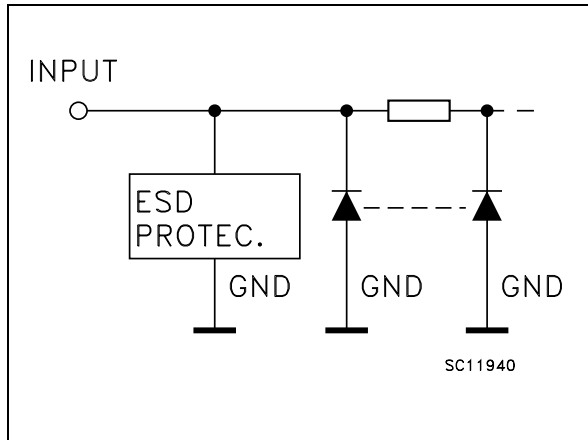 INPUT
ESD
PROTEC.
GND
GND
GND
SC11940